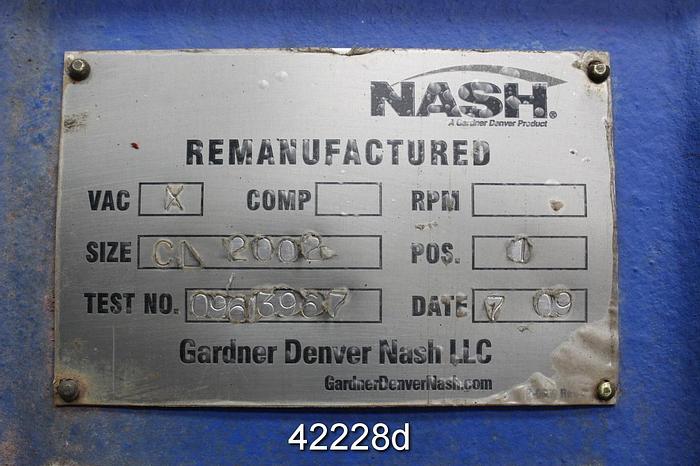 NASH®
A Gardner Denver Product
REMANUFACTURED
VAC X COMP RPM
SIZE CL 2002 POS. 1
TEST NO. 09G13967 DATE 7 09
Gardner Denver Nash LLC
GardnerDenverNash.com
42228d